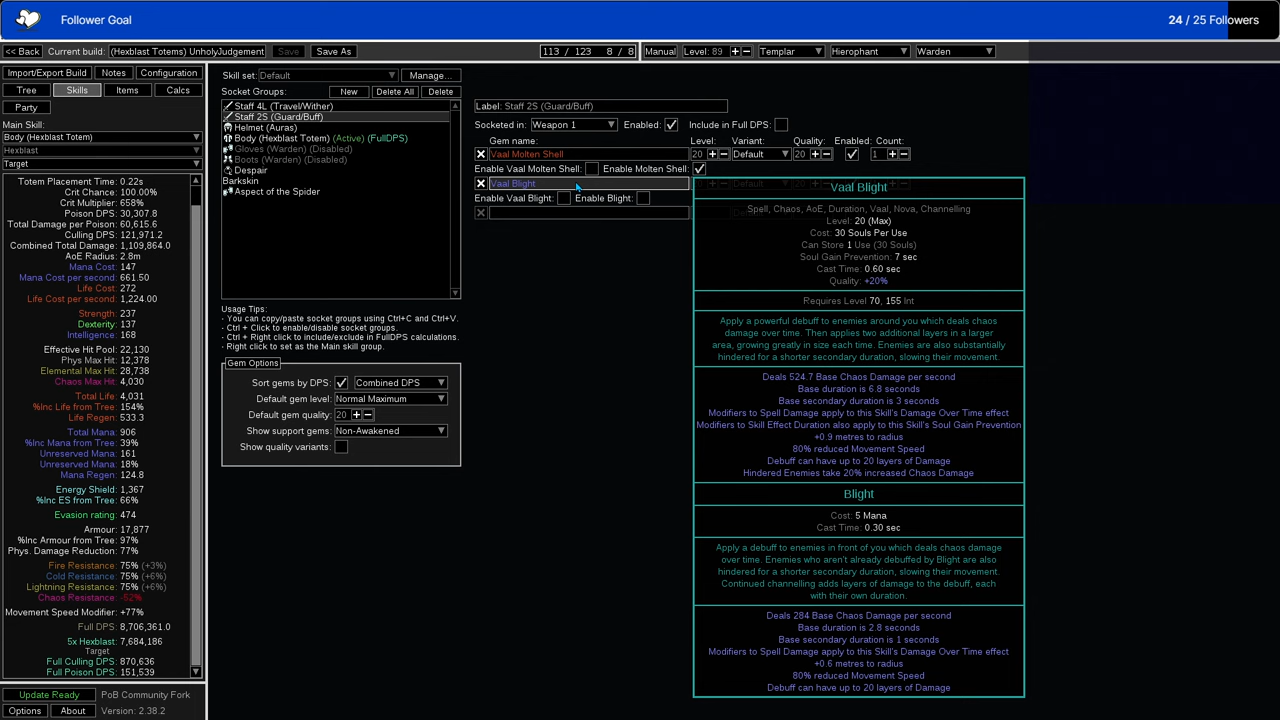 Follower Goal
24 / 25 Followers
<< Back
Current build:
(Hexblast Totems) UnholyJudgement
Save
Save As
113 / 123 8 / 8
Manual
Level: 89
Templar
Hierophant
Warden
Import/Export Build
Notes
Configuration
Tree
Skills
Items
Calcs
Party
Main Skill:
Body (Hexblast Totem)
Hexblast
Target
Totem Placement Time: 0.22s
Crit Chance: 100.00%
Crit Multiplier: 658%
Poison DPS: 30,307.8
Total Damage per Poison: 60,615.6
Culling DPS: 121,971.2
Combined Total Damage: 1,109,864.0
AoE Radius: 2.8m
Mana Cost: 147
Mana Cost per second: 661.50
Life Cost: 272
Life Cost per second: 1,224.00
Strength: 237
Dexterity: 137
Intelligence: 168
Effective Hit Pool: 22,130
Phys Max Hit: 12,378
Elemental Max Hit: 28,738
Chaos Max Hit: 4,030
Total Life: 4,031
%Inc Life from Tree: 154%
Life Regen: 533.3
Total Mana: 906
%Inc Mana from Tree: 39%
Unreserved Mana: 161
Unreserved Mana: 18%
Mana Regen: 124.8
Energy Shield: 1,367
%Inc ES from Tree: 66%
Evasion rating: 474
Armour: 17,877
%Inc Armour from Tree: 97%
Phys. Damage Reduction: 77%
Fire Resistance: 75% (+3%)
Cold Resistance: 75% (+6%)
Lightning Resistance: 75% (+6%)
Chaos Resistance: -52%
Movement Speed Modifier: +77%
Full DPS: 8,706,361.0
5x Hexblast: 7,684,186
Target
Full Culling DPS: 870,636
Full Poison DPS: 151,539
Update Ready
PoB Community Fork
Options
About
Version: 2.38.2
Skill set:
Default
Manage...
Socket Groups:
New
Delete All
Delete
Staff 4L (Travel/Wither)
Staff 2S (Guard/Buff)
Helmet (Auras)
Body (Hexblast Totem) (Active) (FullDPS)
Gloves (Warden) (Disabled)
Boots (Warden) (Disabled)
Despair
Barkskin
Aspect of the Spider
Usage Tips:
- You can copy/paste socket groups using Ctrl+C and Ctrl+V.
- Ctrl + Click to enable/disable socket groups.
- Ctrl + Right click to include/exclude in FullDPS calculations.
- Right click to set as the Main skill group.
Gem Options
Sort gems by DPS:
Combined DPS
Default gem level:
Normal Maximum
Default gem quality:
20
Show support gems:
Non-Awakened
Show quality variants:
Label: Staff 2S (Guard/Buff)
Socketed in:
Weapon 1
Enabled:
Include in Full DPS:
Gem name:
Level:
Variant:
Quality:
Enabled:
Count:
Vaal Molten Shell
20
Default
20
1
Enable Vaal Molten Shell:
Enable Molten Shell:
Vaal Blight
Enable Vaal Blight:
Enable Blight:
Vaal Blight
Spell, Chaos, AoE, Duration, Vaal, Nova, Channelling
Level: 20 (Max)
Cost: 30 Souls Per Use
Can Store 1 Use (30 Souls)
Soul Gain Prevention: 7 sec
Cast Time: 0.60 sec
Quality: +20%
Requires Level 70, 155 Int
Apply a powerful debuff to enemies around you which deals chaos
damage over time. Then applies two additional layers in a larger
area, growing greatly in size each time. Enemies are also substantially
hindered for a shorter secondary duration, slowing their movement.
Deals 524.7 Base Chaos Damage per second
Base duration is 6.8 seconds
Base secondary duration is 3 seconds
Modifiers to Spell Damage apply to this Skill's Damage Over Time effect
Modifiers to Skill Effect Duration also apply to this Skill's Soul Gain Prevention
+0.9 metres to radius
80% reduced Movement Speed
Debuff can have up to 20 layers of Damage
Hindered Enemies take 20% increased Chaos Damage
Blight
Cost: 5 Mana
Cast Time: 0.30 sec
Apply a debuff to enemies in front of you which deals chaos damage
over time. Enemies who aren't already debuffed by Blight are also
hindered for a shorter secondary duration, slowing their movement.
Continued channelling adds layers of damage to the debuff, each
with their own duration.
Deals 284 Base Chaos Damage per second
Base duration is 2.8 seconds
Base secondary duration is 1 seconds
Modifiers to Spell Damage apply to this Skill's Damage Over Time effect
+0.6 metres to radius
80% reduced Movement Speed
Debuff can have up to 20 layers of Damage